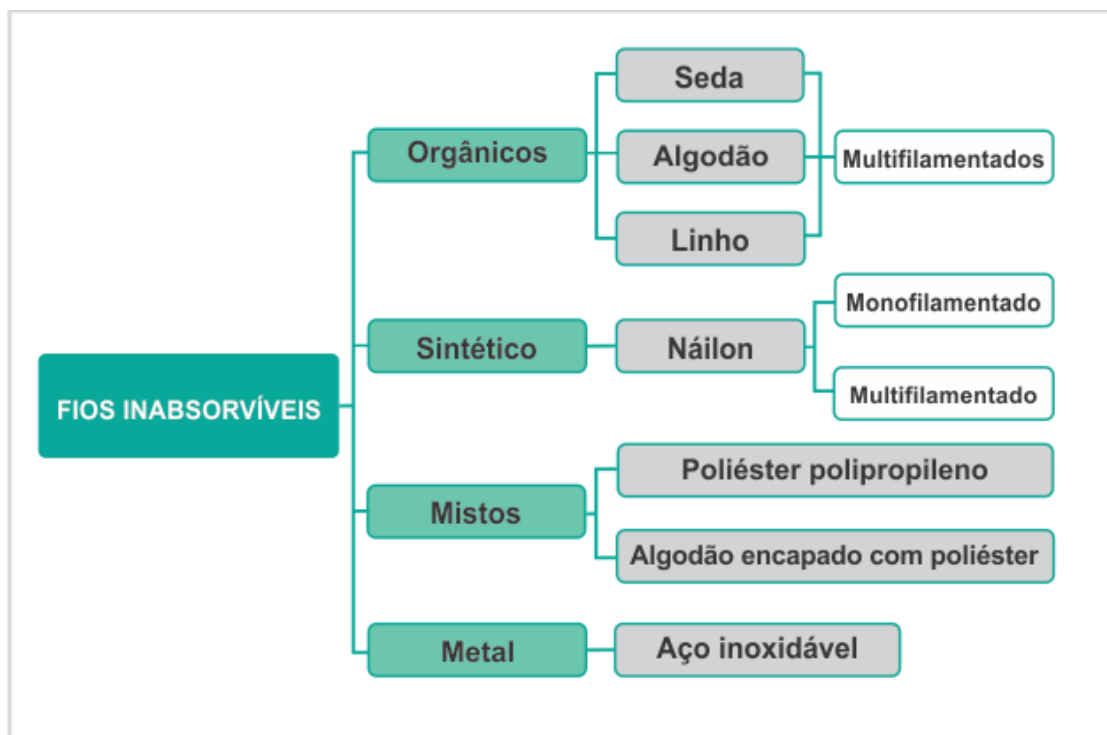 FIOS INABSORVÍVEIS
Orgânicos
Seda
Algodão
Linho
Multifilamentados
Sintético
Náilon
Monofilamentado
Multifilamentado
Mistos
Poliéster polipropileno
Algodão encapado com poliéster
Metal
Aço inoxidável